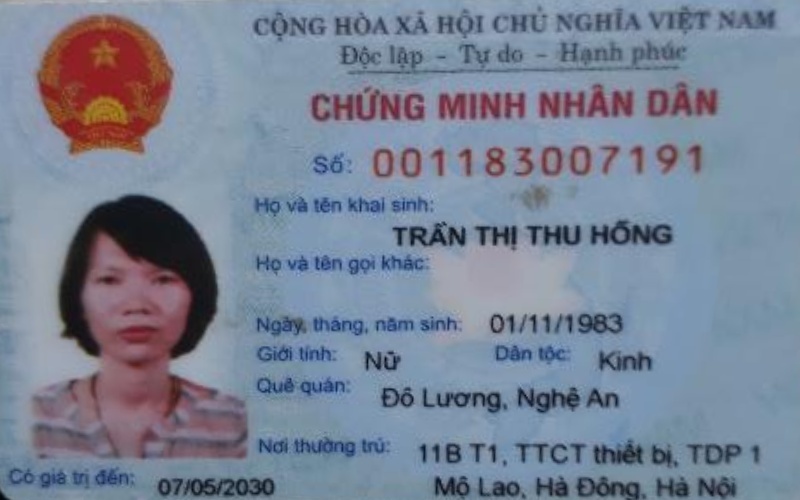 CỘNG HÒA XÃ HỘI CHỦ NGHĨA VIỆT NAM
Độc lập - Tự do - Hạnh phúc
CHỨNG MINH NHÂN DÂN
Số: 001183007191
Họ và tên khai sinh:
TRẦN THỊ THU HỒNG
Họ và tên gọi khác:
Ngày, tháng, năm sinh: 01/11/1983
Giới tính: Nữ Dân tộc: Kinh
Quê quán: Đô Lương, Nghệ An
Nơi thường trú: 11B T1, TTCT thiết bị, TDP 1
Mộ Lao, Hà Đông, Hà Nội
Có giá trị đến: 07/05/2030